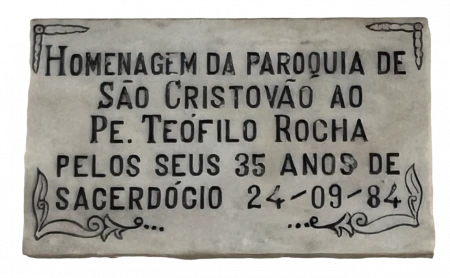 HOMENAGEM DA PAROQUIA DE
SÃO CRISTOVÃO AO
PE. TEÓFILO ROCHA
PELOS SEUS 35 ANOS DE
SACERDÓCIO 24-09-84